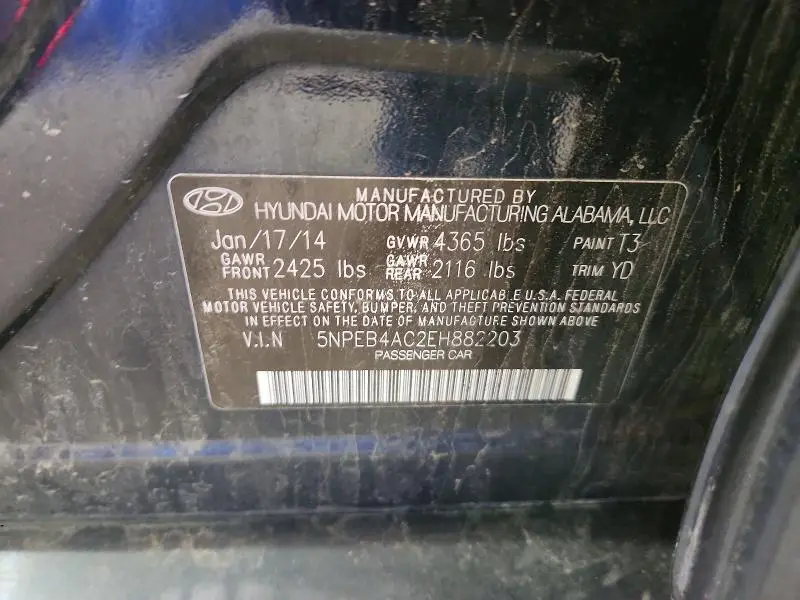 MANUFACTURED BY
HYUNDAI MOTOR MANUFACTURING ALABAMA, LLC
Jan/17/14 GVWR 4365 lbs PAINT T3
GAWR FRONT 2425 lbs GAWR REAR 2116 lbs TRIM YD
THIS VEHICLE CONFORMS TO ALL APPLICABLE U.S.A. FEDERAL
MOTOR VEHICLE SAFETY, BUMPER, AND THEFT PREVENTION STANDARDS
IN EFFECT ON THE DATE OF MANUFACTURE SHOWN ABOVE
V.I.N 5NPEB4AC2EH882203
PASSENGER CAR